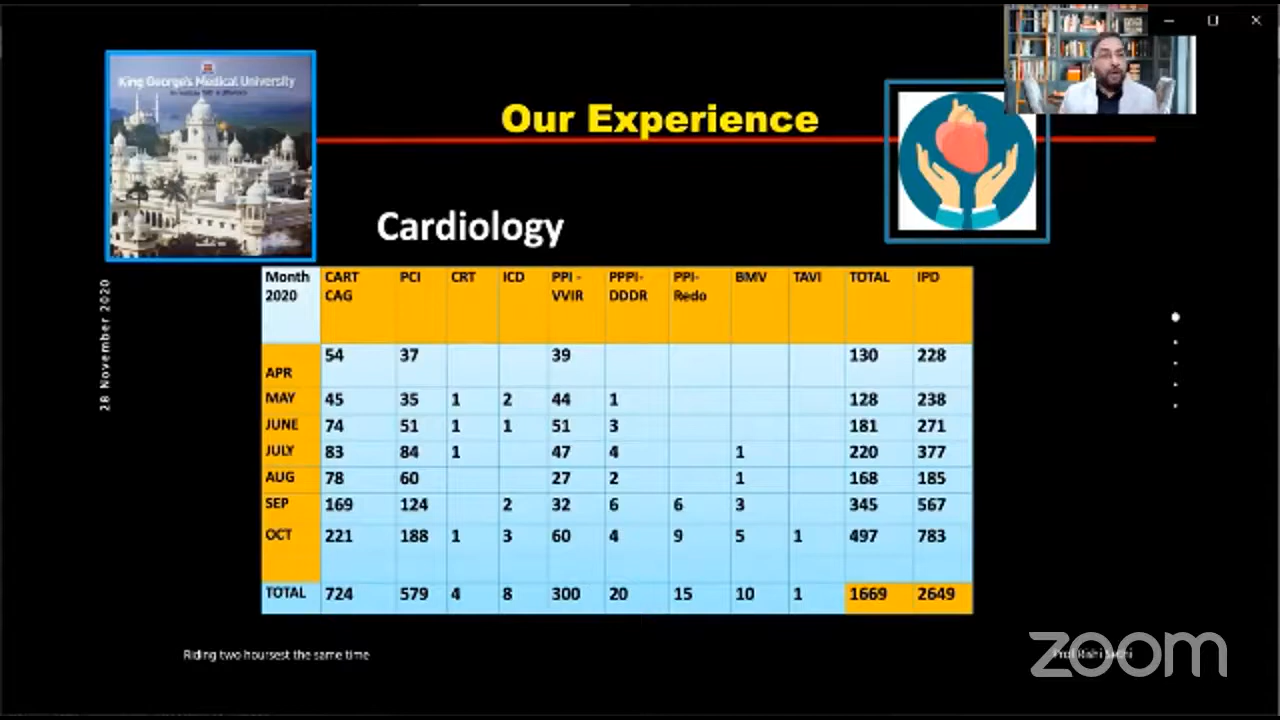 King George's Medical University
Our Experience
Cardiology
28 November 2020
Month 2020 CART CAG PCI CRT ICD PPI - VVIR PPPI- DDDR PPI- Redo BMV TAVI TOTAL IPD
APR 54 37 39 130 228
MAY 45 35 1 2 44 1 128 238
JUNE 74 51 1 1 51 3 181 271
JULY 83 84 1 47 4 1 220 377
AUG 78 60 27 2 1 168 185
SEP 169 124 2 32 6 6 3 345 567
OCT 221 188 1 3 60 4 9 5 1 497 783
TOTAL 724 579 4 8 300 20 15 10 1 1669 2649
Riding two hoursest the same time
Prof Rishi Sethi
zoom